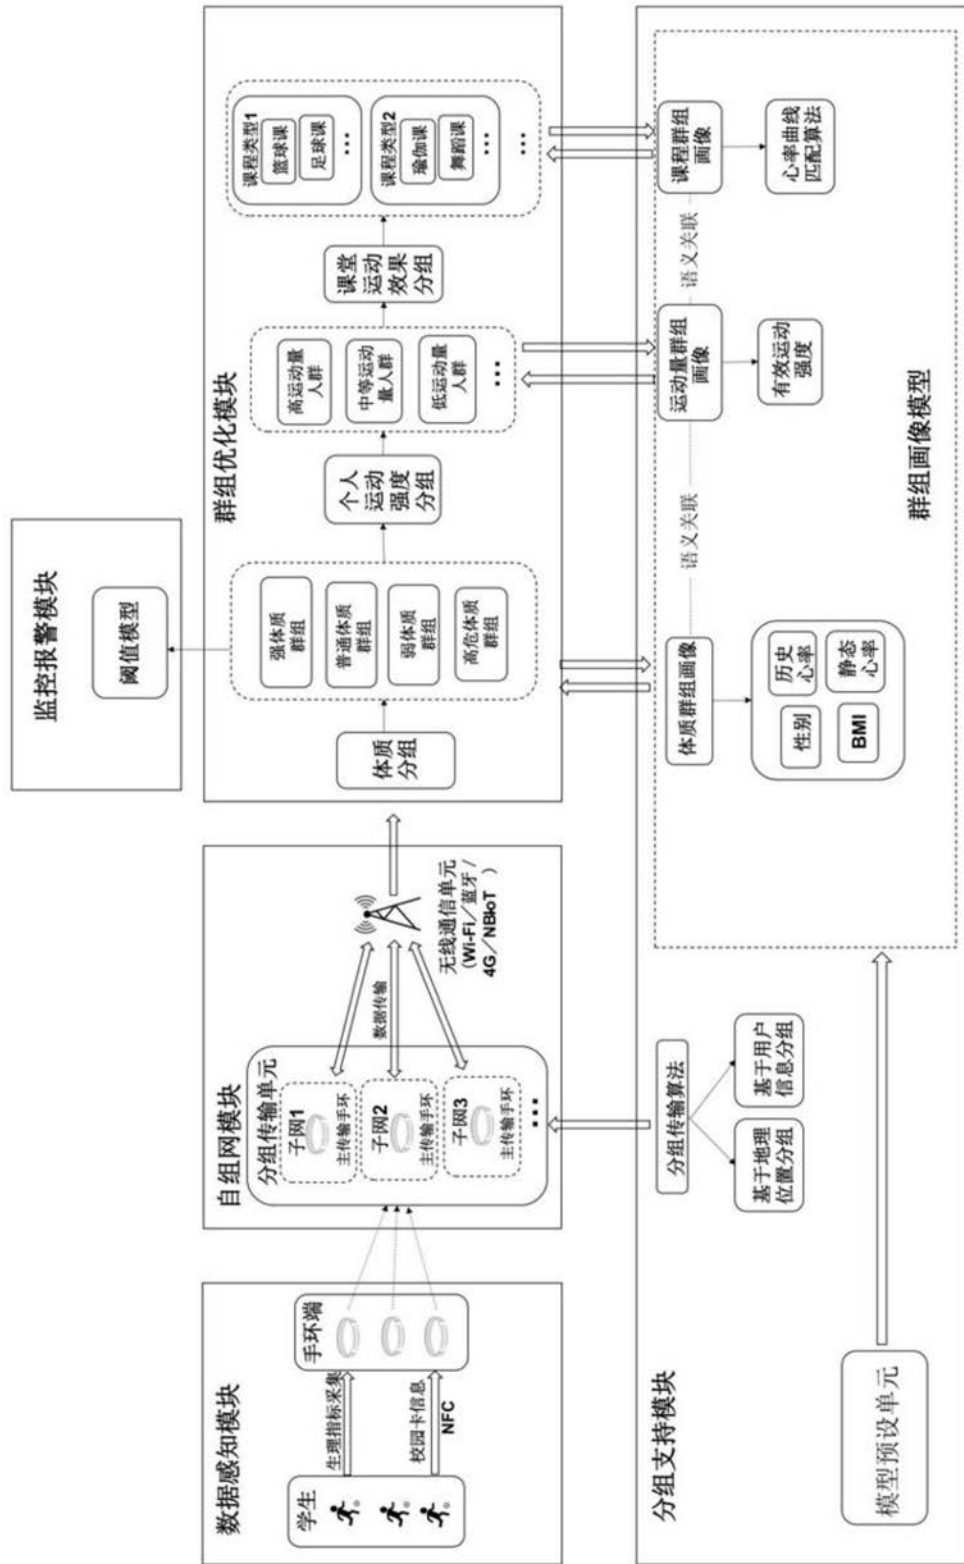 数据感知模块
学生
生理指标采集
校园卡信息
NFC
手环端
自组网模块
分组传输单元
子网1
主传输手环
子网2
主传输手环
子网3
主传输手环
...
数据传输
无线通信单元
(Wi-Fi/蓝牙/
4G/NBIoT)
监控报警模块
阈值模型
群组优化模块
体质
分组
强体质
群组
普通体质
群组
弱体质
群组
高危体质
群组
个人
运动
强度
分组
高运动量
人群
中等运动
量人群
低运动量
人群
...
课堂
运动
效果
分组
课程类型1
篮球课
足球课
...
课程类型2
瑜伽课
舞蹈课
...
...
分组支持模块
模型预设单元
分组传输算法
基于地理
位置分组
基于用户
信息分组
群组画像模型
体质群组画像
性别
历史
心率
BMI
静态
心率
语义关联
运动量群组
画像
有效运动
强度
语义关联
课程群组
画像
心率曲线
匹配算法